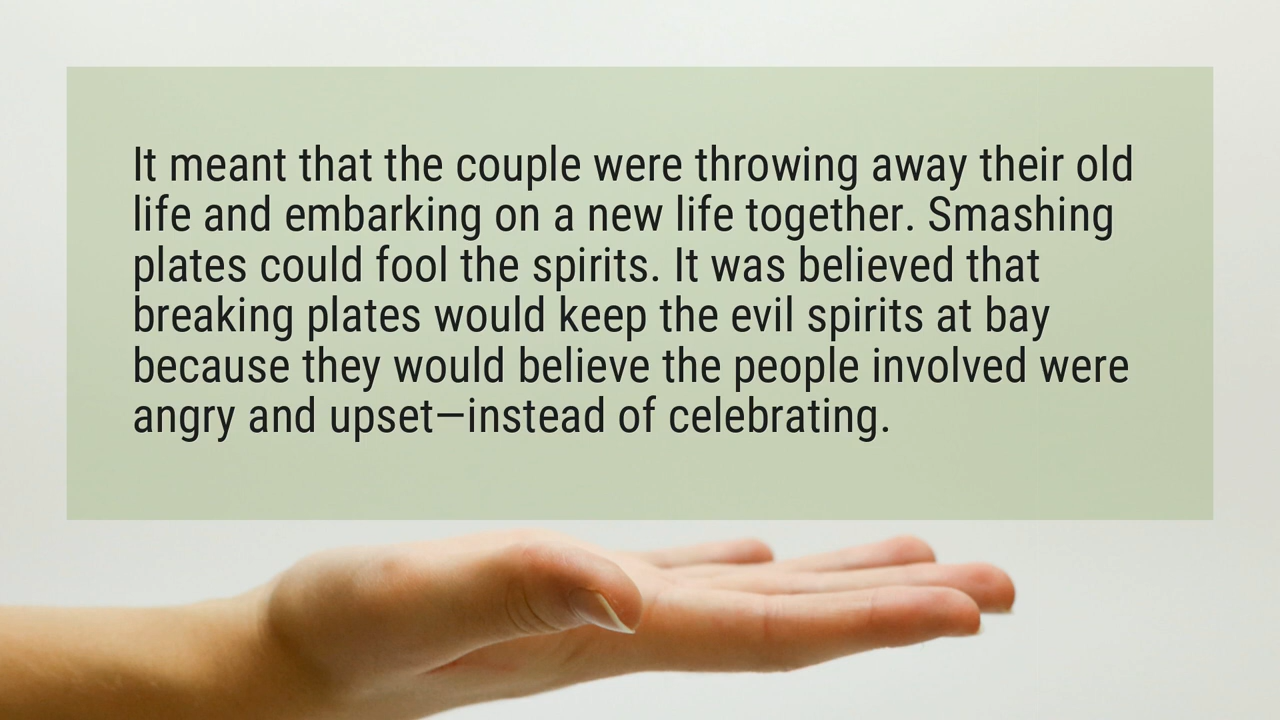 It meant that the couple were throwing away their old
life and embarking on a new life together. Smashing
plates could fool the spirits. It was believed that
breaking plates would keep the evil spirits at bay
because they would believe the people involved were
angry and upset—instead of celebrating.